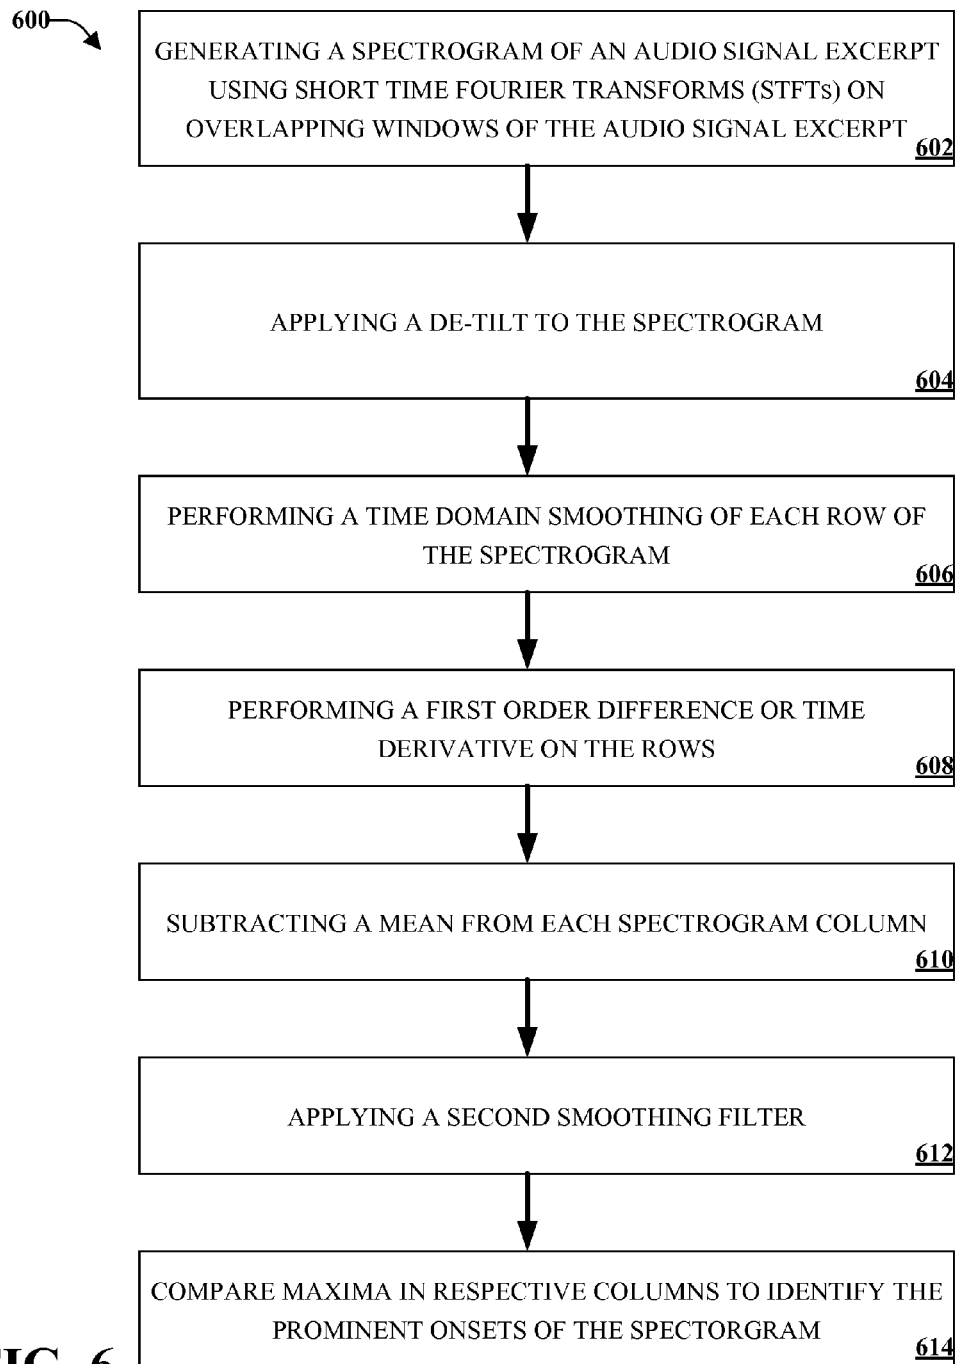 600
GENERATING A SPECTROGRAM OF AN AUDIO SIGNAL EXCERPT
USING SHORT TIME FOURIER TRANSFORMS (STFTs) ON
OVERLAPPING WINDOWS OF THE AUDIO SIGNAL EXCERPT
602
APPLYING A DE-TILT TO THE SPECTROGRAM
604
PERFORMING A TIME DOMAIN SMOOTHING OF EACH ROW OF
THE SPECTROGRAM
606
PERFORMING A FIRST ORDER DIFFERENCE OR TIME
DERIVATIVE ON THE ROWS
608
SUBTRACTING A MEAN FROM EACH SPECTROGRAM COLUMN
610
APPLYING A SECOND SMOOTHING FILTER
612
COMPARE MAXIMA IN RESPECTIVE COLUMNS TO IDENTIFY THE
PROMINENT ONSETS OF THE SPECTORGRAM
614